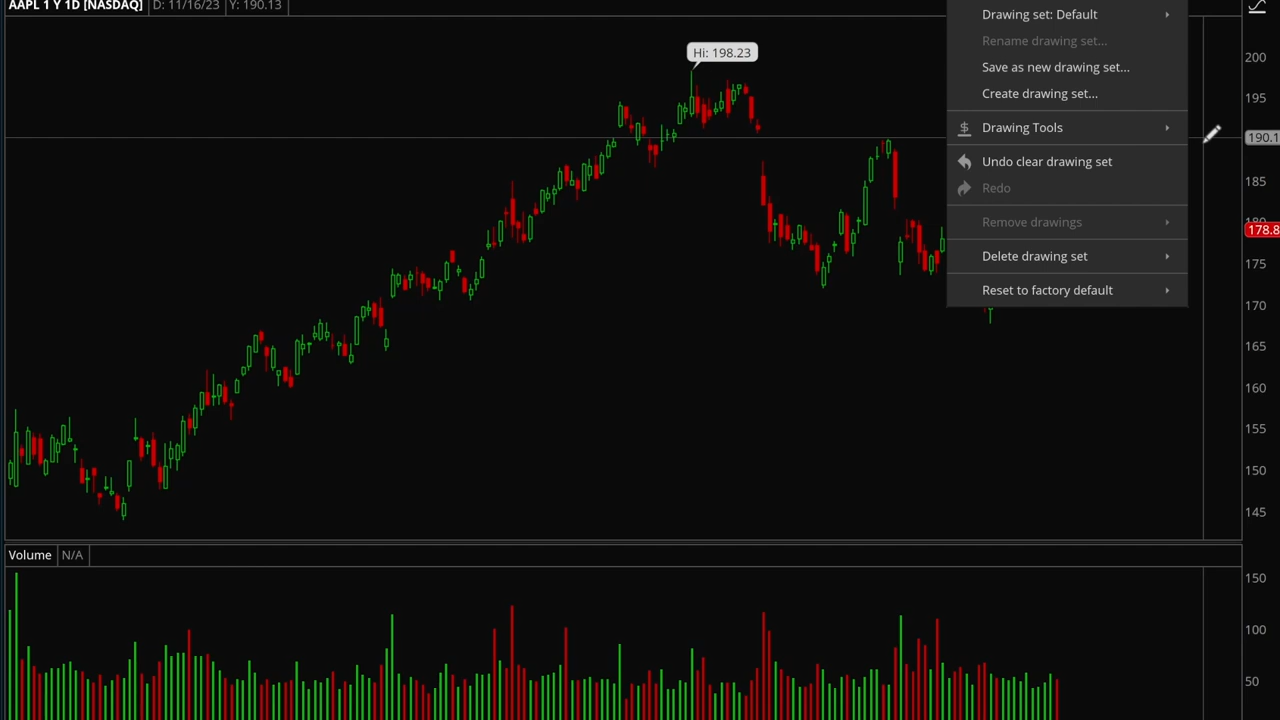 AAPL 1 Y 1D [NASDAQ] D: 11/16/23 Y: 190.13
Hi: 198.23
Drawing set: Default
Rename drawing set...
Save as new drawing set...
Create drawing set...
Drawing Tools
Undo clear drawing set
Redo
Remove drawings
Delete drawing set
Reset to factory default
200
195
190.1
185
180
178.8
175
170
165
160
155
150
145
Volume N/A
150
100
50